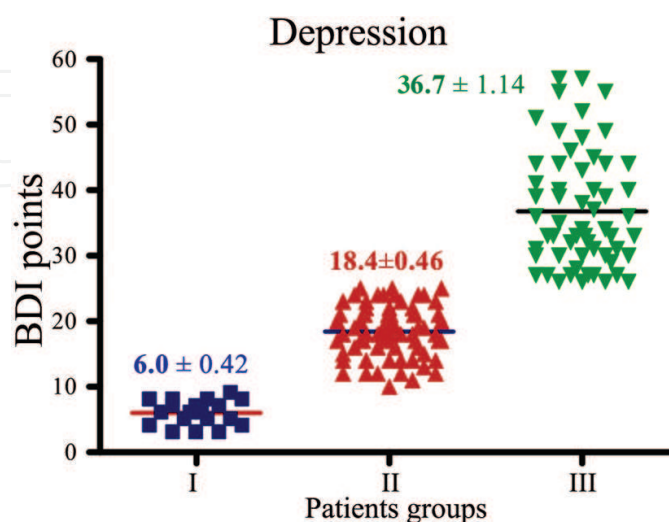 Depression
60
36.7 ± 1.14
50
40
BDI points
30
18.4±0.46
20
6.0 ± 0.42
10
0
I II III
Patients groups